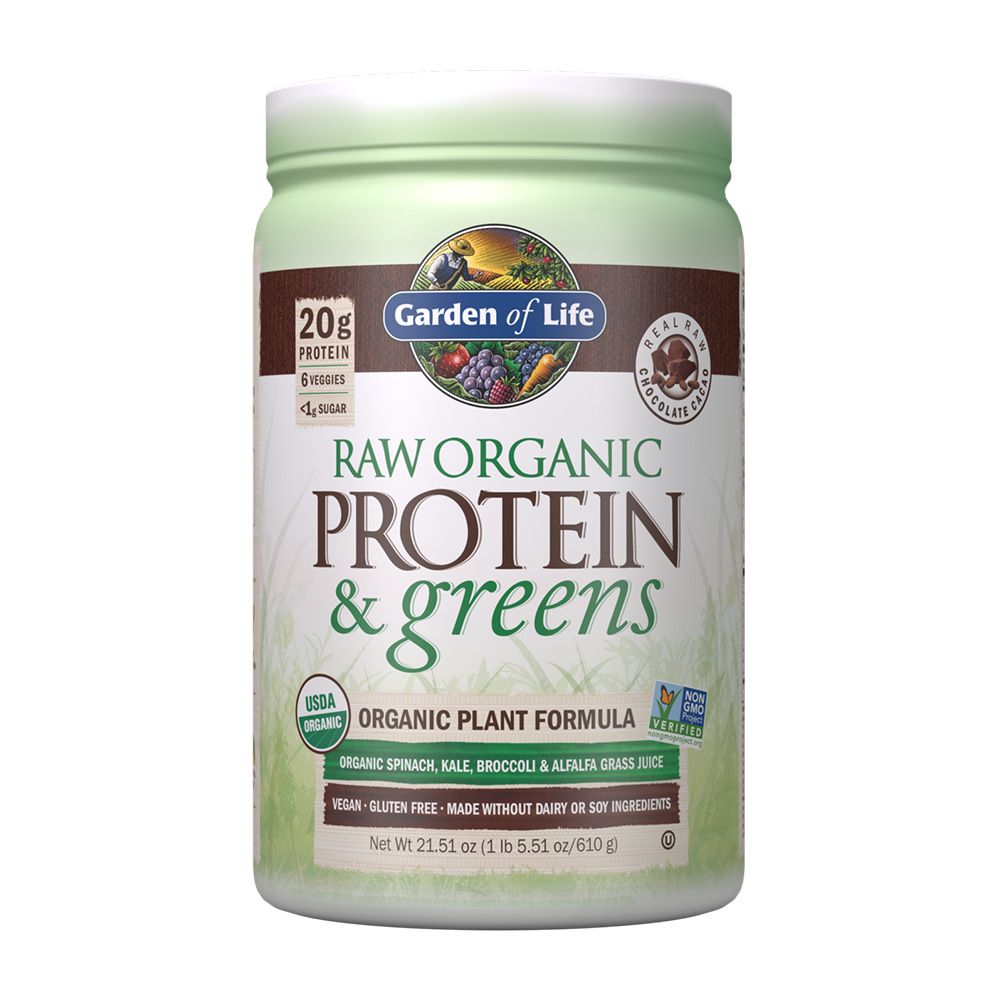 Garden of Life
20g
PROTEIN
6 VEGGIES
<1g SUGAR
REAL RAW
CHOCOLATE CACAO
RAW ORGANIC
PROTEIN
& greens
USDA
ORGANIC
ORGANIC PLANT FORMULA
NON
GMO
Project
VERIFIED
nongmoproject.org
ORGANIC SPINACH, KALE, BROCCOLI & ALFALFA GRASS JUICE
VEGAN · GLUTEN FREE · MADE WITHOUT DAIRY OR SOY INGREDIENTS
Net Wt 21.51 oz (1 lb 5.51 oz/610 g)
U